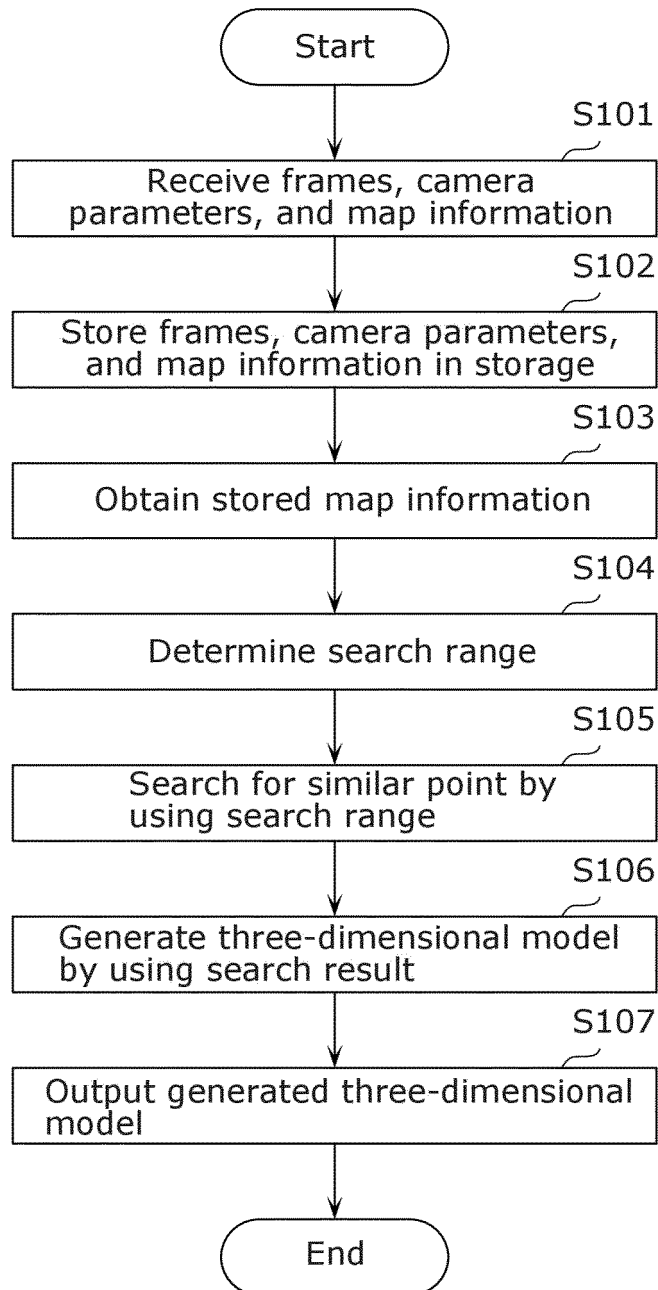 Start
S101
Receive frames, camera
parameters, and map information
S102
Store frames, camera parameters,
and map information in storage
S103
Obtain stored map information
S104
Determine search range
S105
Search for similar point by
using search range
S106
Generate three-dimensional model
by using search result
S107
Output generated three-dimensional
model
End